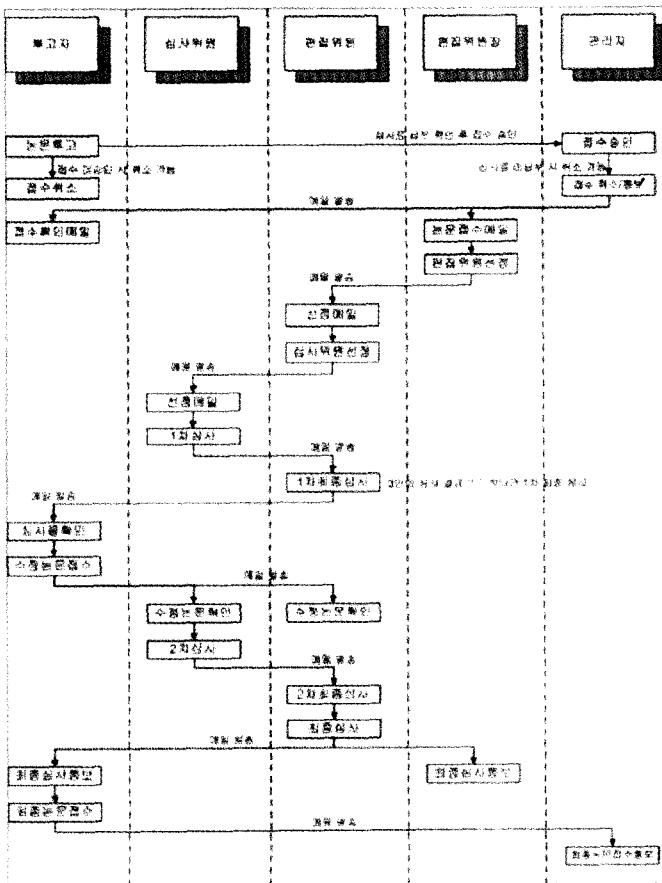 투고자
심사위원
편집위원
편집위원장
관리자
논문투고
심사료 납부 확인 후 접수 승인
접수승인
접수 취소 가능
접수취소
접수 취소/통보
메일 발송
접수확인메일
논문접수메일
편집위원선정
메일 발송
선정메일
심사위원선정
메일 발송
선정메일
1차심사
메일 발송
1차최종심사
메일 발송
심사물확인
수정논문접수
메일 발송
수정논문확인
수정논문확인
2차심사
메일 발송
2차최종심사
최종심사
메일 발송
최종심사통보
최종심사통보
최종논문접수
메일 발송